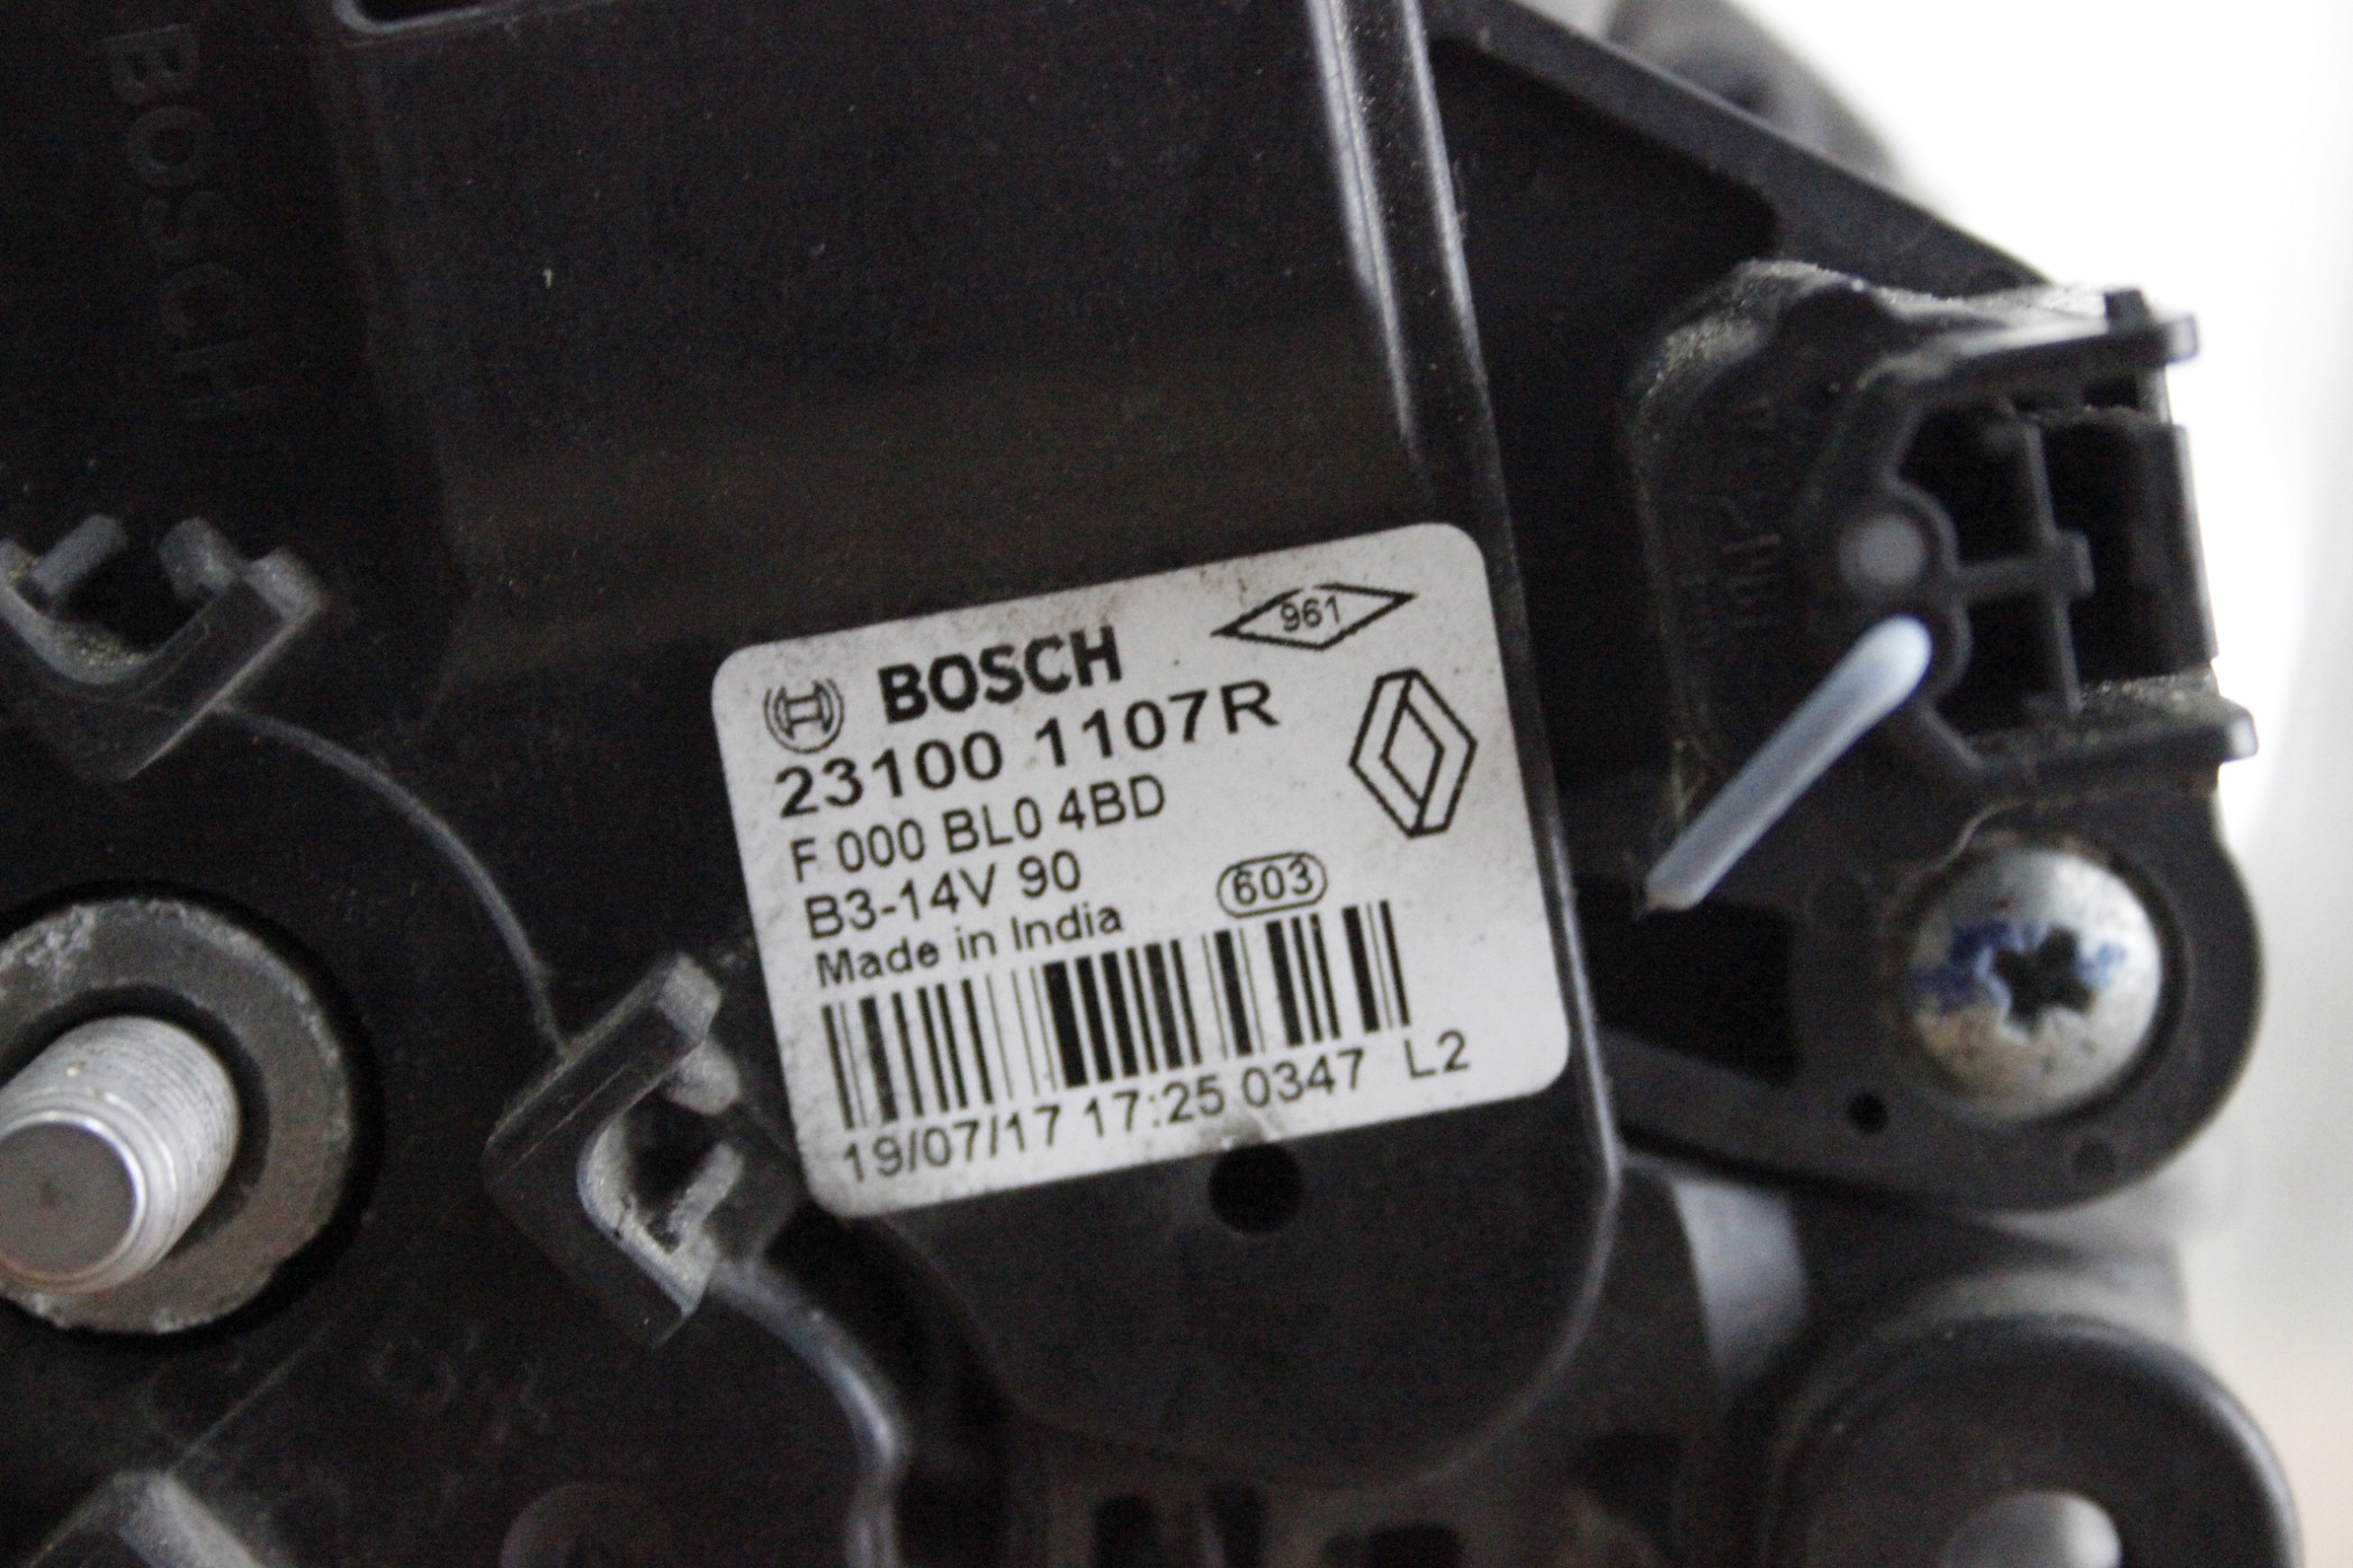 BOSCH
961
BOSCH
23100 1107R
F 000 BL0 4BD
B3-14V 90
603
Made in India
19/07/17 17:25 0347 L2